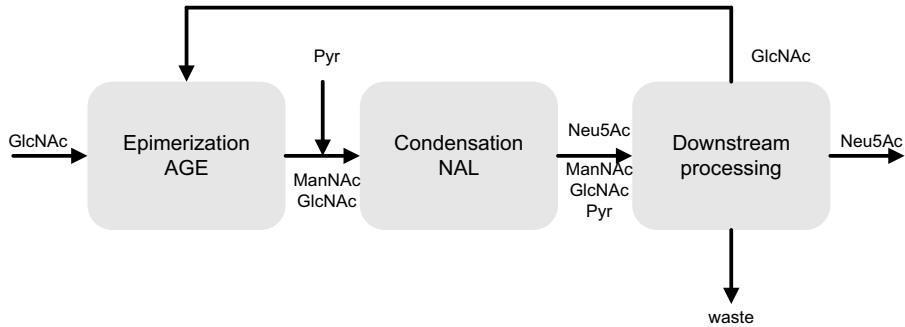 GlcNAc
Pyr
GlcNAc
Epimerization
AGE
ManNAc
GlcNAc
Condensation
NAL
Neu5Ac
ManNAc
GlcNAc
Pyr
Downstream
processing
Neu5Ac
waste